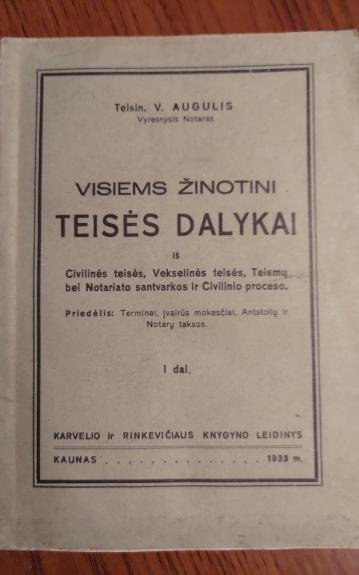 Teisin. V. AUGULIS
Vyresnysis Notaras
VISIEMS ŽINOTINI
TEISĖS DALYKAI
iš
Civilinės teisės, Vekselinės teisės, Teismų
bei Notariato santvarkos ir Civilinio proceso.
Priedėlis: Terminai, įvairūs mokesčiai, Antstolių ir
Notarų taksos.
I dal.
KARVELIO ir RINKEVIČIAUS KNYGYNO LEIDINYS
KAUNAS . . . . . . . . . . . . . . . 1933 m.